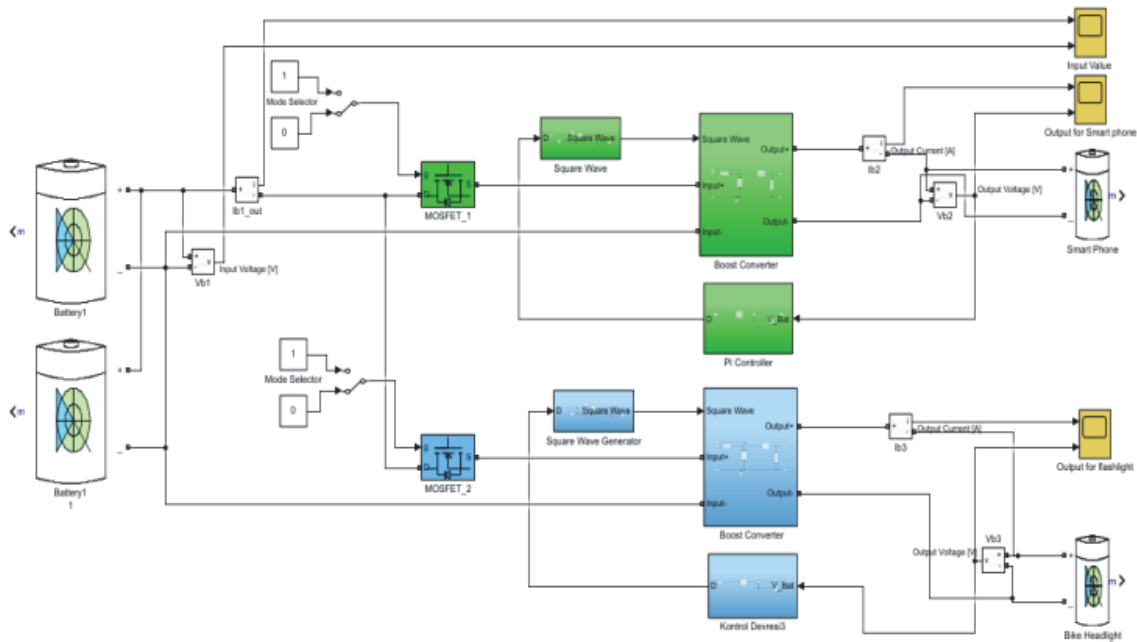 Input Value
1
Mode Selector
0
Output for Smart phone
D
Square Wave
Square Wave
Square Wave
Output+
Input+
Output-
Input-
Boost Converter
+
-
i
Output Current [A]
Ib2
+
-
v
Output Voltage [V]
Vb2
+
_
m
Smart Phone
m
+
_
Battery1
+
-
i
Ib1_out
g
D
S
MOSFET_1
+
-
v
Input Voltage [V]
Vb1
D
V_Bat
PI Controller
1
Mode Selector
0
m
+
_
Battery1
1
g
D
S
MOSFET_2
D
Square Wave
Square Wave Generator
Square Wave
Output+
Input+
Output-
Input-
Boost Converter
+
-
i
Output Current [A]
Ib3
Output for flashlight
Vb3
Output Voltage [V]
v
+
-
+
_
m
Bike Headlight
D
V_Bat
Kontrol Devresi3